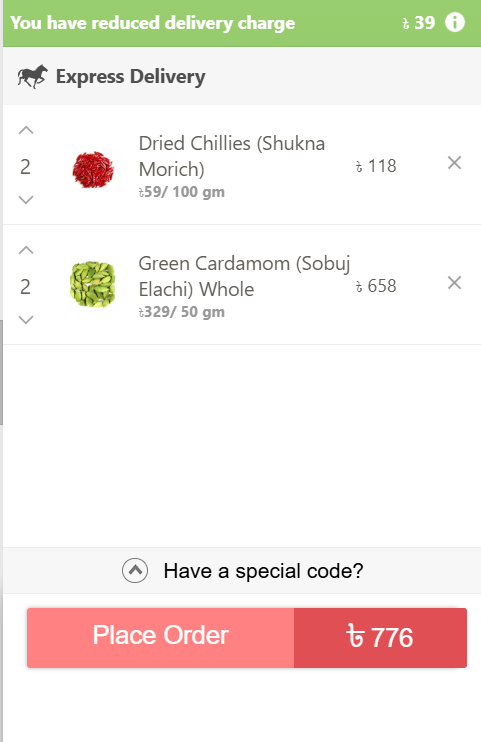 You have reduced delivery charge ৳ 39
Express Delivery
2
Dried Chillies (Shukna
Morich)
৳59/ 100 gm
৳ 118
2
Green Cardamom (Sobuj
Elachi) Whole
৳329/ 50 gm
৳ 658
Have a special code?
Place Order ৳ 776